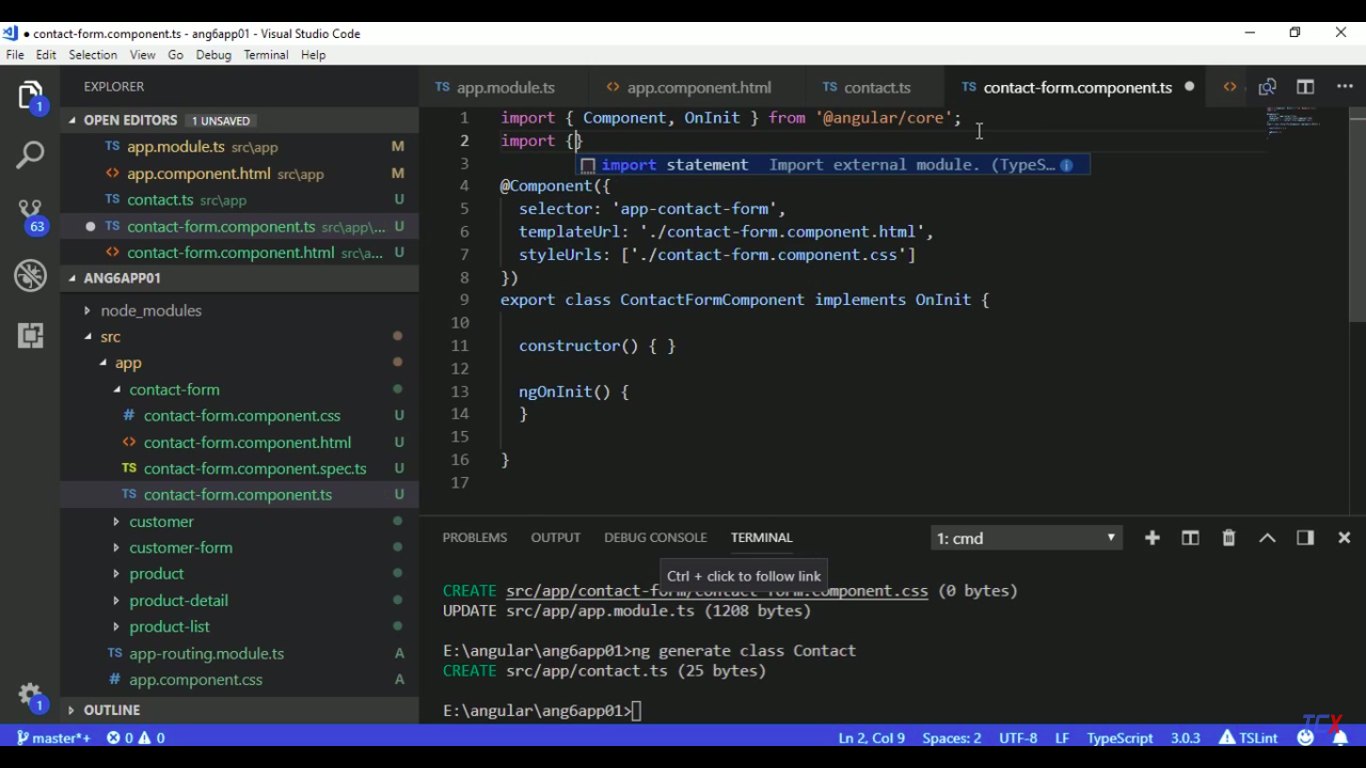 contact-form.component.ts - ang6app01 - Visual Studio Code
File Edit Selection View Go Debug Terminal Help
EXPLORER
OPEN EDITORS 1 UNSAVED
TS app.module.ts src\app M
<> app.component.html src\app M
TS contact.ts src\app U
● TS contact-form.component.ts src\app\... U
<> contact-form.component.html src\a... U
ANG6APP01
node_modules
src
app
contact-form
# contact-form.component.css U
<> contact-form.component.html U
TS contact-form.component.spec.ts U
TS contact-form.component.ts U
customer
customer-form
product
product-detail
product-list
TS app-routing.module.ts A
# app.component.css A
OUTLINE
1
63
1
TS app.module.ts <> app.component.html TS contact.ts TS contact-form.component.ts ● <>
1 import { Component, OnInit } from '@angular/core';
2 import {}
3 import statement Import external module. (TypeS...
4 @Component({
5 selector: 'app-contact-form',
6 templateUrl: './contact-form.component.html',
7 styleUrls: ['./contact-form.component.css']
8 })
9 export class ContactFormComponent implements OnInit {
10
11 constructor() { }
12
13 ngOnInit() {
14 }
15
16 }
17
PROBLEMS OUTPUT DEBUG CONSOLE TERMINAL 1: cmd
Ctrl + click to follow link
CREATE src/app/contact-form/contact-form.component.css (0 bytes)
UPDATE src/app/app.module.ts (1208 bytes)
E:\angular\ang6app01>ng generate class Contact
CREATE src/app/contact.ts (25 bytes)
E:\angular\ang6app01>
TCX
master*+ 0 0 Ln 2, Col 9 Spaces: 2 UTF-8 LF TypeScript 3.0.3 TSLint